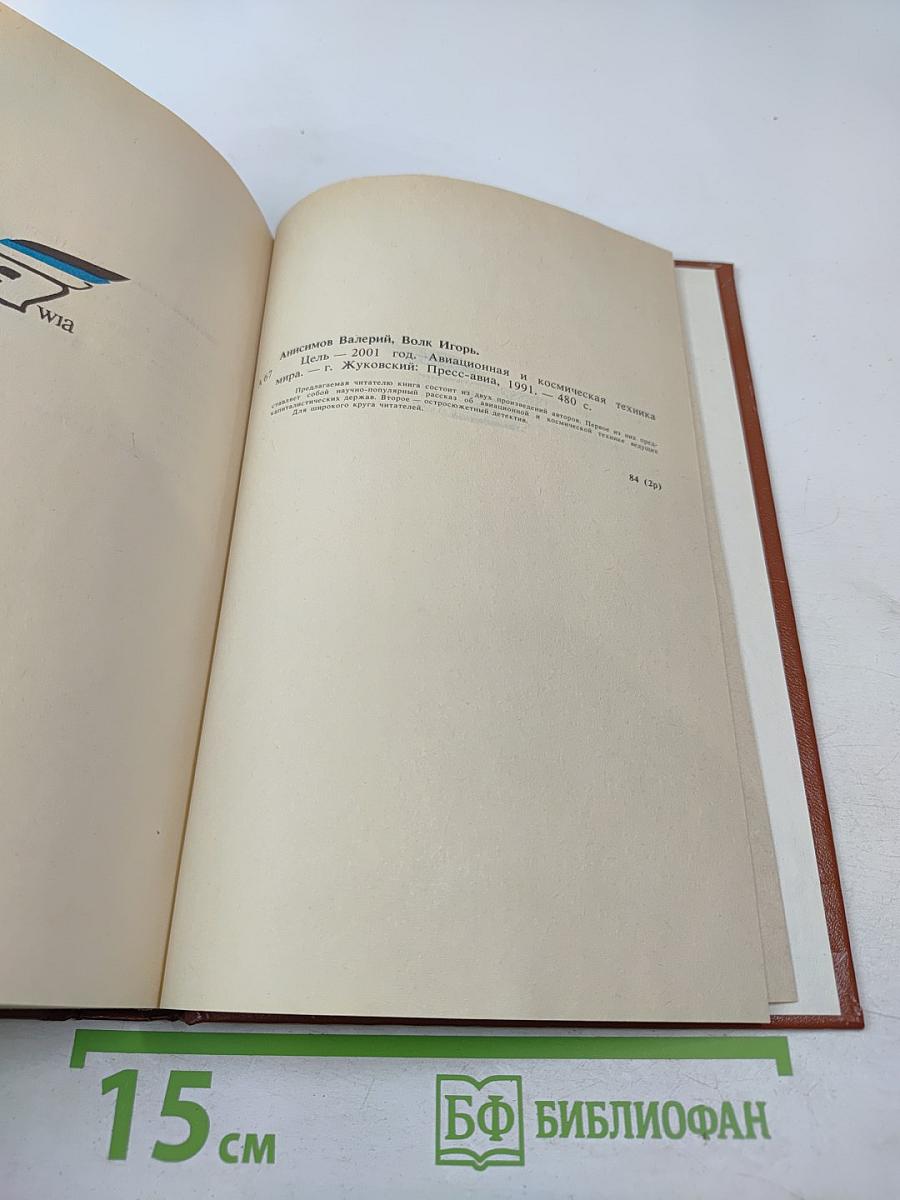 wıa
Анисимов Валерий, Волк Игорь.
67 Цель — 2001 год. Авиационная и космическая техника
мира. — г. Жуковский: Пресс-авиа, 1991. — 480 с.
Предлагаемая читателю книга состоит из двух произведений авторов. Первое из них пред-
ставляет собой научно-популярный рассказ об авиационной и космической технике ведущих
капиталистических держав. Второе — остросюжетный детектив.
Для широкого круга читателей.
84 (2р)
15 см
БФ БИБЛИОФАН